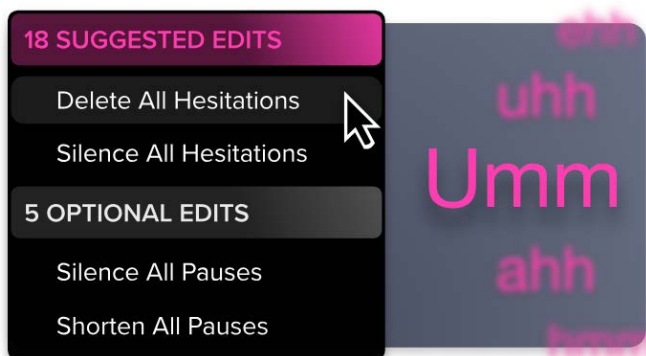 18 SUGGESTED EDITS
Delete All Hesitations
Silence All Hesitations
5 OPTIONAL EDITS
Silence All Pauses
Shorten All Pauses
ehh
uhh
Umm
ahh